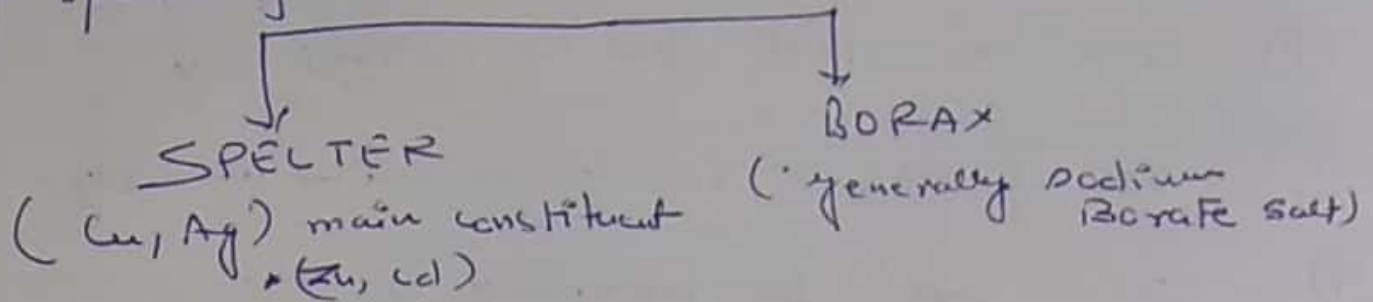 SPELTER
BORAX
(Cu, Ag) main constituent
(generally sodium
Borate salt)
(Zn, Cd)